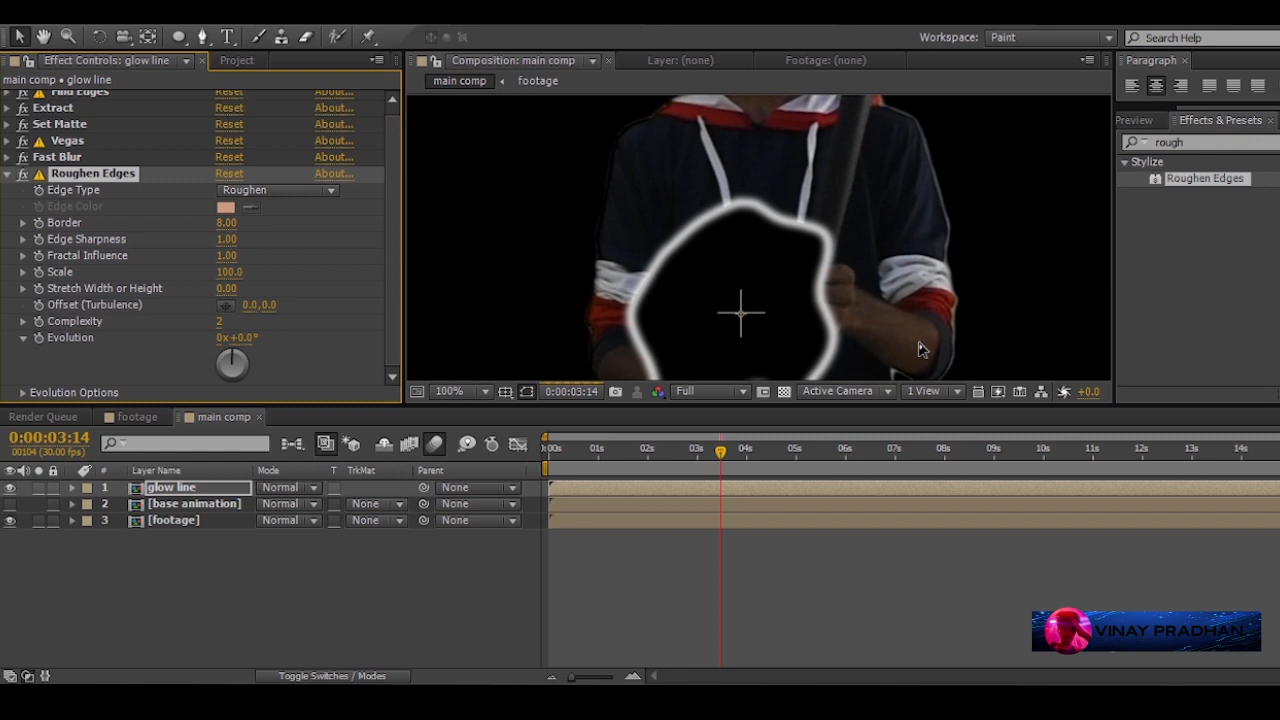 Workspace: Paint Search Help
Effect Controls: glow line Project Composition: main comp Layer: (none) Footage: (none) Paragraph
main comp • glow line main comp footage
Find Edges Reset About...
Extract Reset About...
Set Matte Reset About...
Vegas Reset About...
Fast Blur Reset About...
Roughen Edges Reset About...
Edge Type Roughen
Edge Color
Border 8.00
Edge Sharpness 1.00
Fractal Influence 1.00
Scale 100.0
Stretch Width or Height 0.00
Offset (Turbulence) 0.0,0.0
Complexity 2
Evolution 0x+0.0°
Evolution Options
Preview Effects & Presets
rough
Stylize
Roughen Edges
100% 0:00:03:14 Full Active Camera 1 View +0.0
Render Queue footage main comp
0:00:03:14
00104 (30.00 fps)
:00s 01s 02s 03s 04s 05s 06s 07s 08s 09s 10s 11s 12s 13s 14s
# Layer Name Mode T TrkMat Parent
1 glow line Normal None
2 [base animation] Normal None None
3 [footage] Normal None None
VINAY PRADHAN
Toggle Switches / Modes